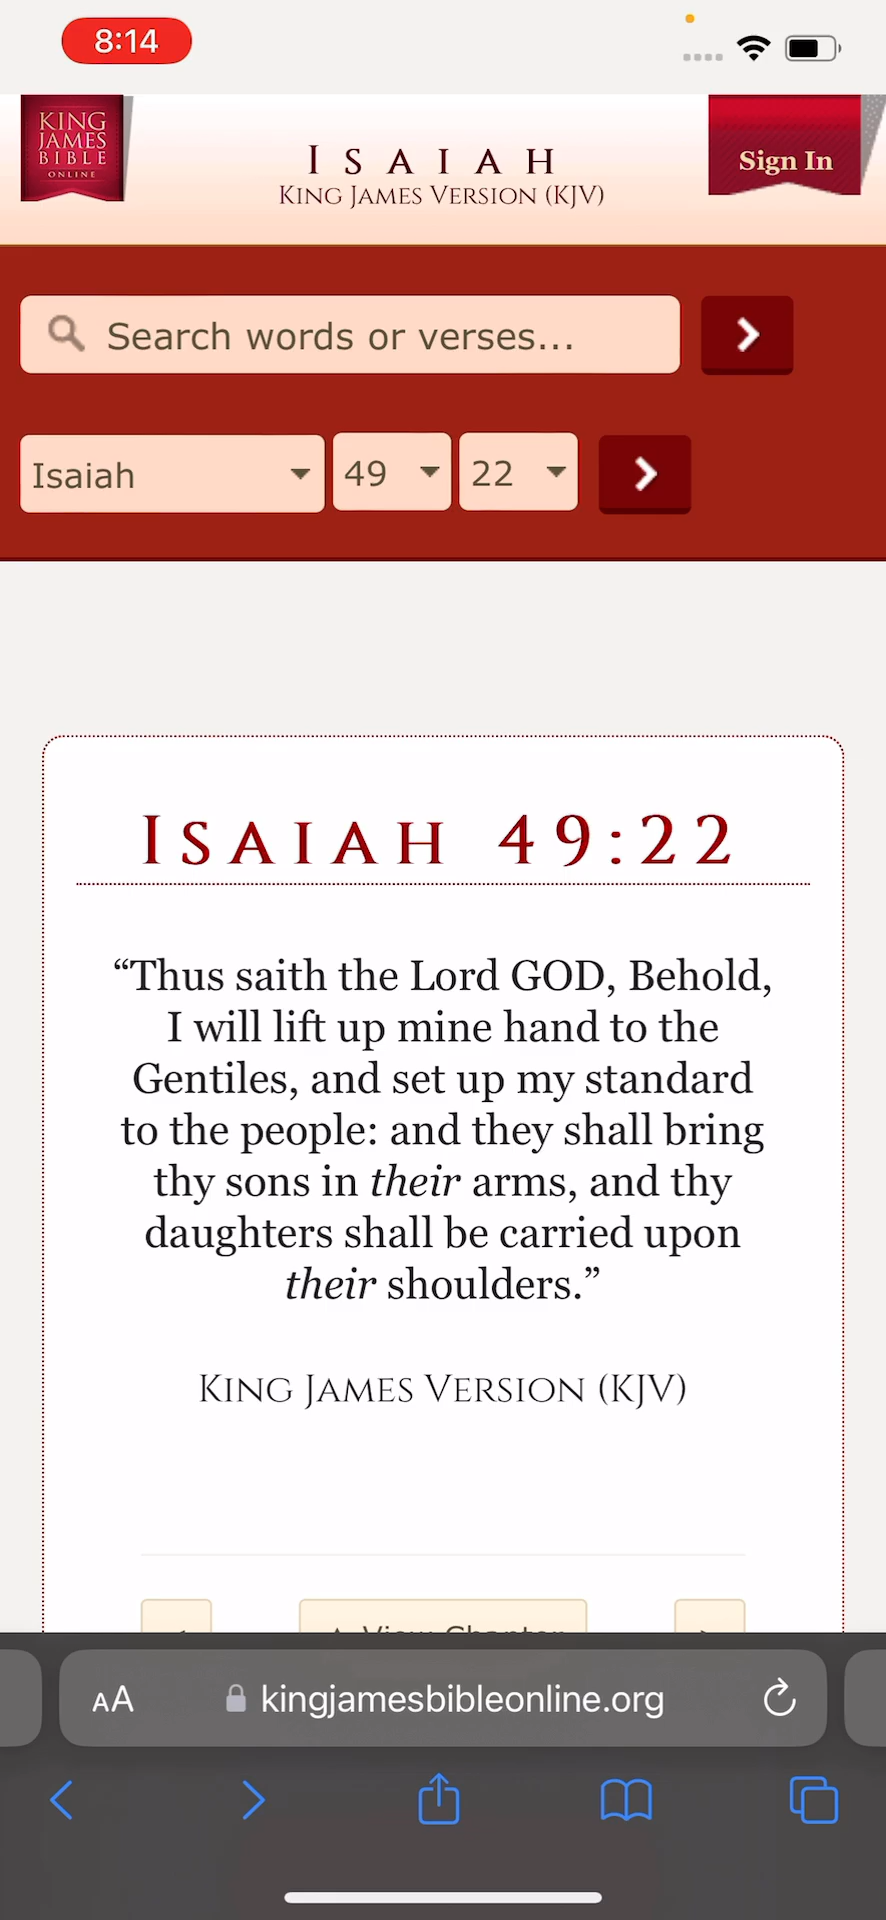 8:14
KING
JAMES
BIBLE
ONLINE
ISAIAH
KING JAMES VERSION (KJV)
Sign In
Search words or verses...
Isaiah 49 22
ISAIAH 49:22
“Thus saith the Lord GOD, Behold,
I will lift up mine hand to the
Gentiles, and set up my standard
to the people: and they shall bring
thy sons in their arms, and thy
daughters shall be carried upon
their shoulders.”
KING JAMES VERSION (KJV)
View Chapter
AA kingjamesbibleonline.org